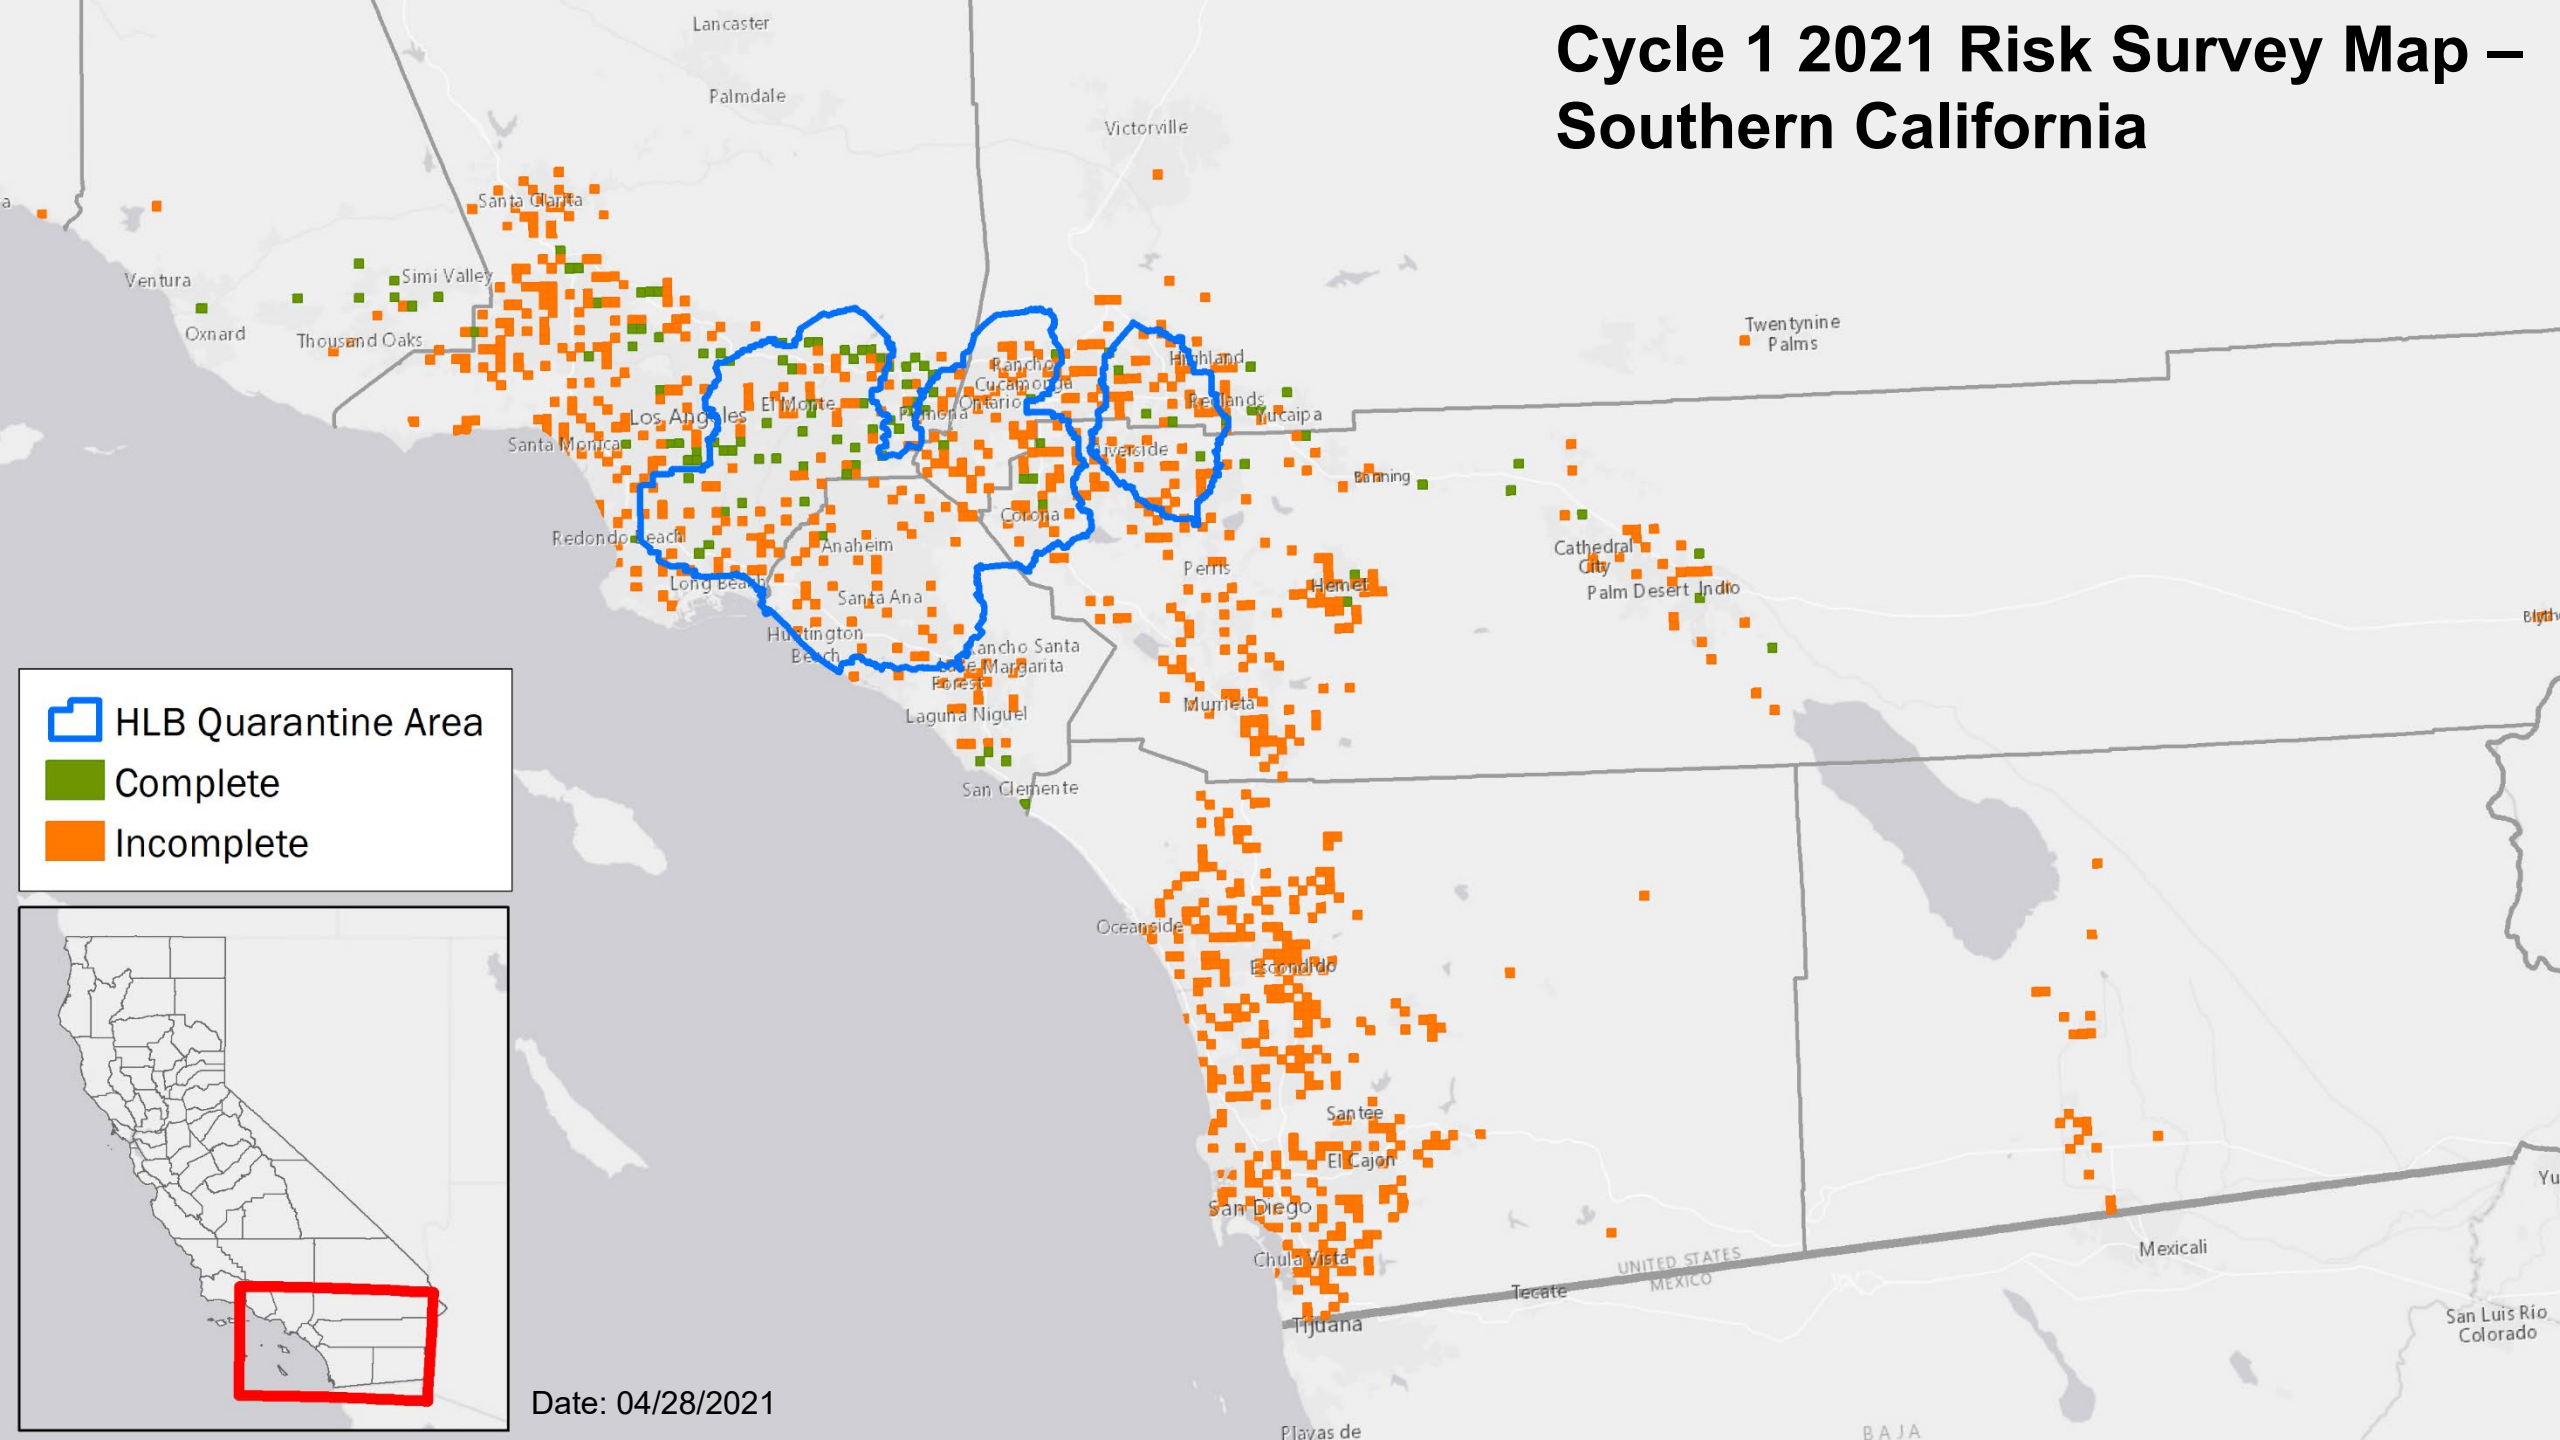 Cycle 1 2021 Risk Survey Map –
Southern California
Lancaster
Palmdale
Victorville
Santa Clarita
a
Ventura
Simi Valley
Oxnard
Thousand Oaks
Twentynine
Palms
Highland
Rancho
Cucamonga
Ontario
Redlands
Yucaipa
Los Angeles
El Monte
Pomona
Santa Monica
Riverside
Banning
Corona
Redondo Beach
Anaheim
Cathedral
City
Perris
Long Beach
Hemet
Palm Desert
Indio
Santa Ana
Blythe
Huntington
Beach
Rancho Santa
Margarita
Lake
Forest
Laguna Niguel
Murrieta
San Clemente
HLB Quarantine Area
Complete
Incomplete
Oceanside
Escondido
Santee
El Cajon
San Diego
Chula Vista
UNITED STATES
MEXICO
Tecate
Tijuana
Mexicali
Yu
San Luis Río
Colorado
Date: 04/28/2021
Playas de
BAJA